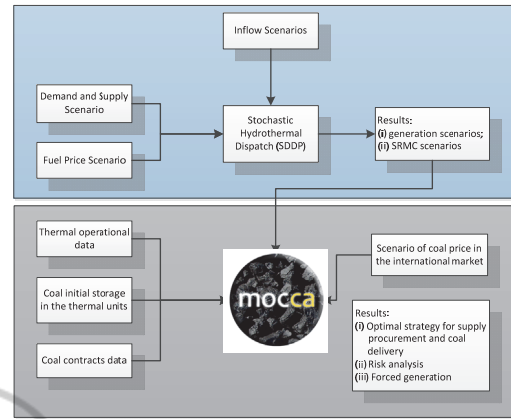 Inflow Scenarios
Demand and Supply
Scenario
Fuel Price Scenario
Stochastic
Hydrothermal
Dispatch (SDDP)
Results:
(i) generation scenarios;
(ii) SRMC scenarios
Thermal operational
data
Coal initial storage
in the thermal units
Coal contracts data
mocca
Scenario of coal price in
the international market
Results:
(i) Optimal strategy for supply
procurement and coal
delivery
(ii) Risk analysis
(iii) Forced generation